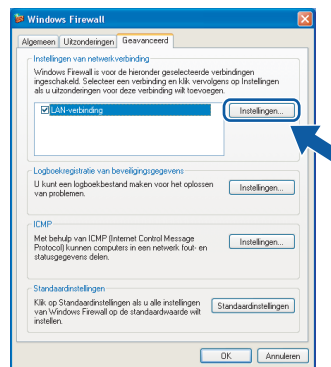 Windows Firewall
Algemeen Uitzonderingen Geavanceerd
Instellingen van netwerkverbinding
Windows Firewall is voor de hieronder geselecteerde verbindingen
ingeschakeld. Selecteer een verbinding en klik vervolgens op Instellingen
als u uitzonderingen voor deze verbinding wilt toevoegen.
LAN-verbinding
Instellingen...
Logboekregistratie van beveiligingsgegevens
U kunt een logboekbestand maken voor het oplossen
van problemen.
Instellingen...
ICMP
Met behulp van ICMP (Internet Control Message
Protocol) kunnen computers in een netwerk fout- en
statusgegevens delen.
Instellingen...
Standaardinstellingen
Klik op Standaardinstellingen als u alle instellingen
van Windows Firewall op de standaardwaarde wilt
instellen.
Standaardinstellingen
OK Annuleren